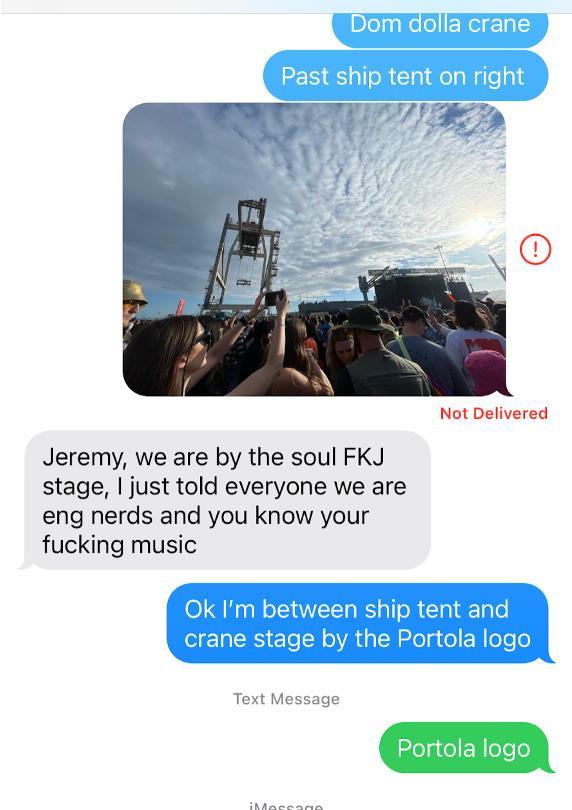 Dom dolla crane
Past ship tent on right
Not Delivered
Jeremy, we are by the soul FKJ
stage, I just told everyone we are
eng nerds and you know your
fucking music
Ok I’m between ship tent and
crane stage by the Portola logo
Text Message
Portola logo
iMessage